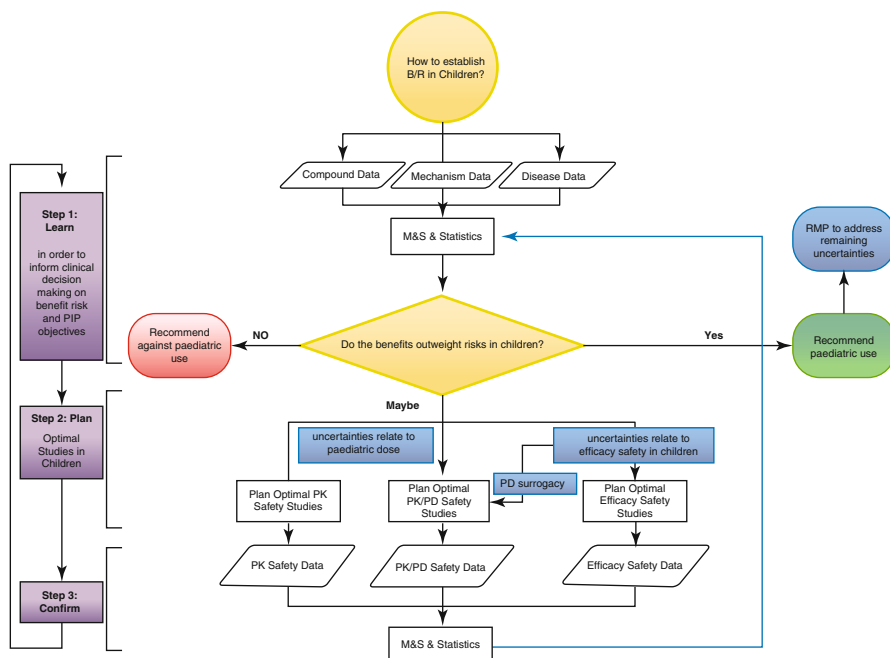 How to establish
B/R in Children?
Compound Data
Mechanism Data
Disease Data
Step 1:
Learn
in order to
inform clinical
decision
making on
benefit risk
and PIP
objectives
M&S & Statistics
RMP to address
remaining
uncertainties
Recommend
against paediatric
use
NO
Do the benefits outweight risks in children?
Yes
Recommend
paediatric use
Maybe
Step 2: Plan
Optimal
Studies in
Children
uncertainties relate to
paediatric dose
uncertainties relate to
efficacy safety in children
PD surrogacy
Plan Optimal PK
Safety Studies
Plan Optimal
PK/PD Safety
Studies
Plan Optimal
Efficacy Safety
Studies
PK Safety Data
PK/PD Safety Data
Efficacy Safety Data
Step 3:
Confirm
M&S & Statistics